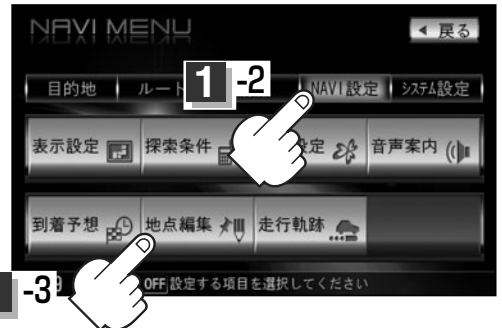 NAVI MENU
◀ 戻る
1 -2
目的地 ルート NAVI設定 システム設定
表示設定 探索条件 定 音声案内
到着予想 地点編集 走行軌跡
-3
OFF 設定する項目を選択してください